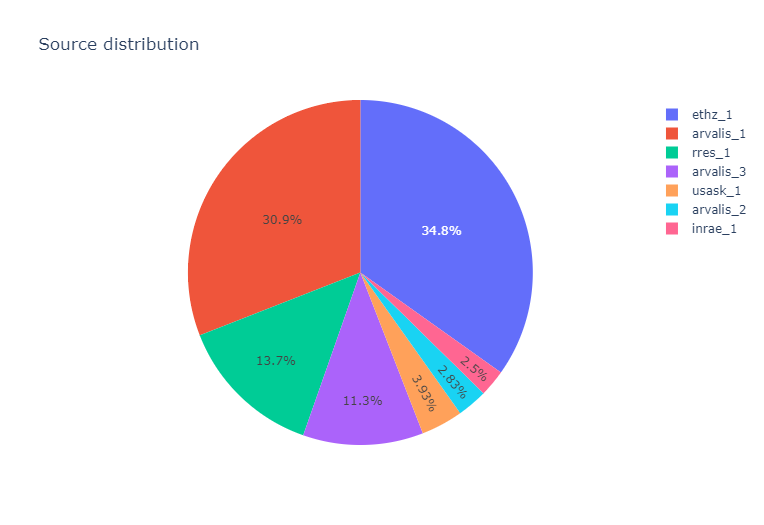 Source distribution
ethz_1
arvalis_1
rres_1
arvalis_3
usask_1
arvalis_2
inrae_1
30.9%
34.8%
13.7%
11.3%
3.93%
2.83%
2.5%